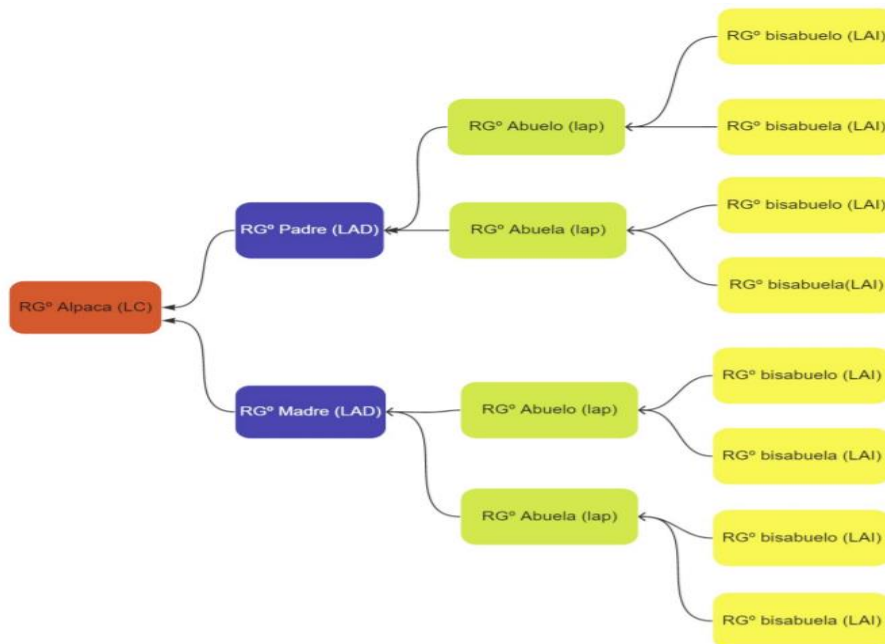 RGº bisabuelo (LAI)
RGº Abuelo (lap)
RGº bisabuela (LAI)
RGº bisabuelo (LAI)
RGº Padre (LAD)
RGº Abuela (lap)
RGº bisabuela(LAI)
RGº Alpaca (LC)
RGº bisabuelo (LAI)
RGº Madre (LAD)
RGº Abuelo (lap)
RGº bisabuela (LAI)
RGº Abuela (lap)
RGº bisabuelo (LAI)
RGº bisabuela (LAI)